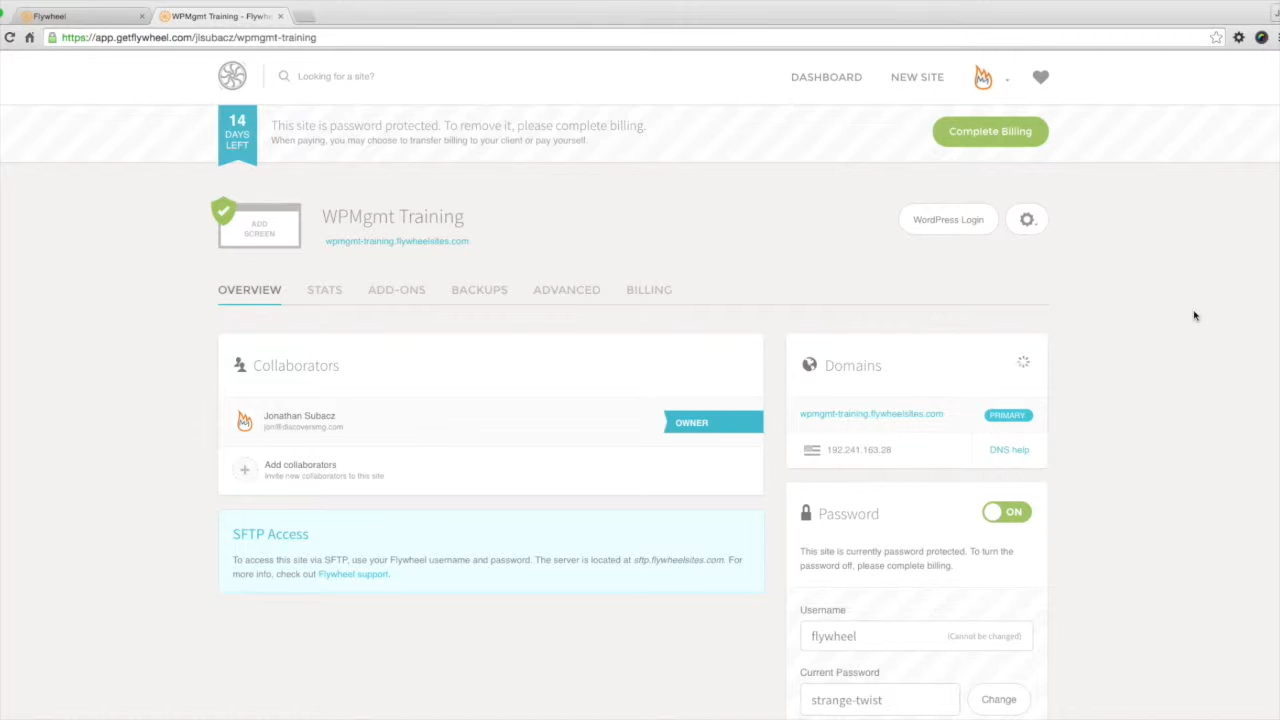 Flywheel
WPMgmt Training - Flywhe
https://app.getflywheel.com/jlsubacz/wpmgmt-training
Looking for a site?
DASHBOARD
NEW SITE
14
DAYS
LEFT
This site is password protected. To remove it, please complete billing.
When paying, you may choose to transfer billing to your client or pay yourself.
Complete Billing
ADD
SCREEN
WPMgmt Training
wpmgmt-training.flywheelsites.com
WordPress Login
OVERVIEW
STATS
ADD-ONS
BACKUPS
ADVANCED
BILLING
Collaborators
Jonathan Subacz
jon@discoversmg.com
OWNER
Add collaborators
Invite new collaborators to this site
SFTP Access
To access this site via SFTP, use your Flywheel username and password. The server is located at sftp.flywheelsites.com. For
more info, check out Flywheel support.
Domains
wpmgmt-training.flywheelsites.com
PRIMARY
192.241.163.28
DNS help
Password
ON
This site is currently password protected. To turn the
password off, please complete billing.
Username
flywheel
(Cannot be changed)
Current Password
strange-twist
Change